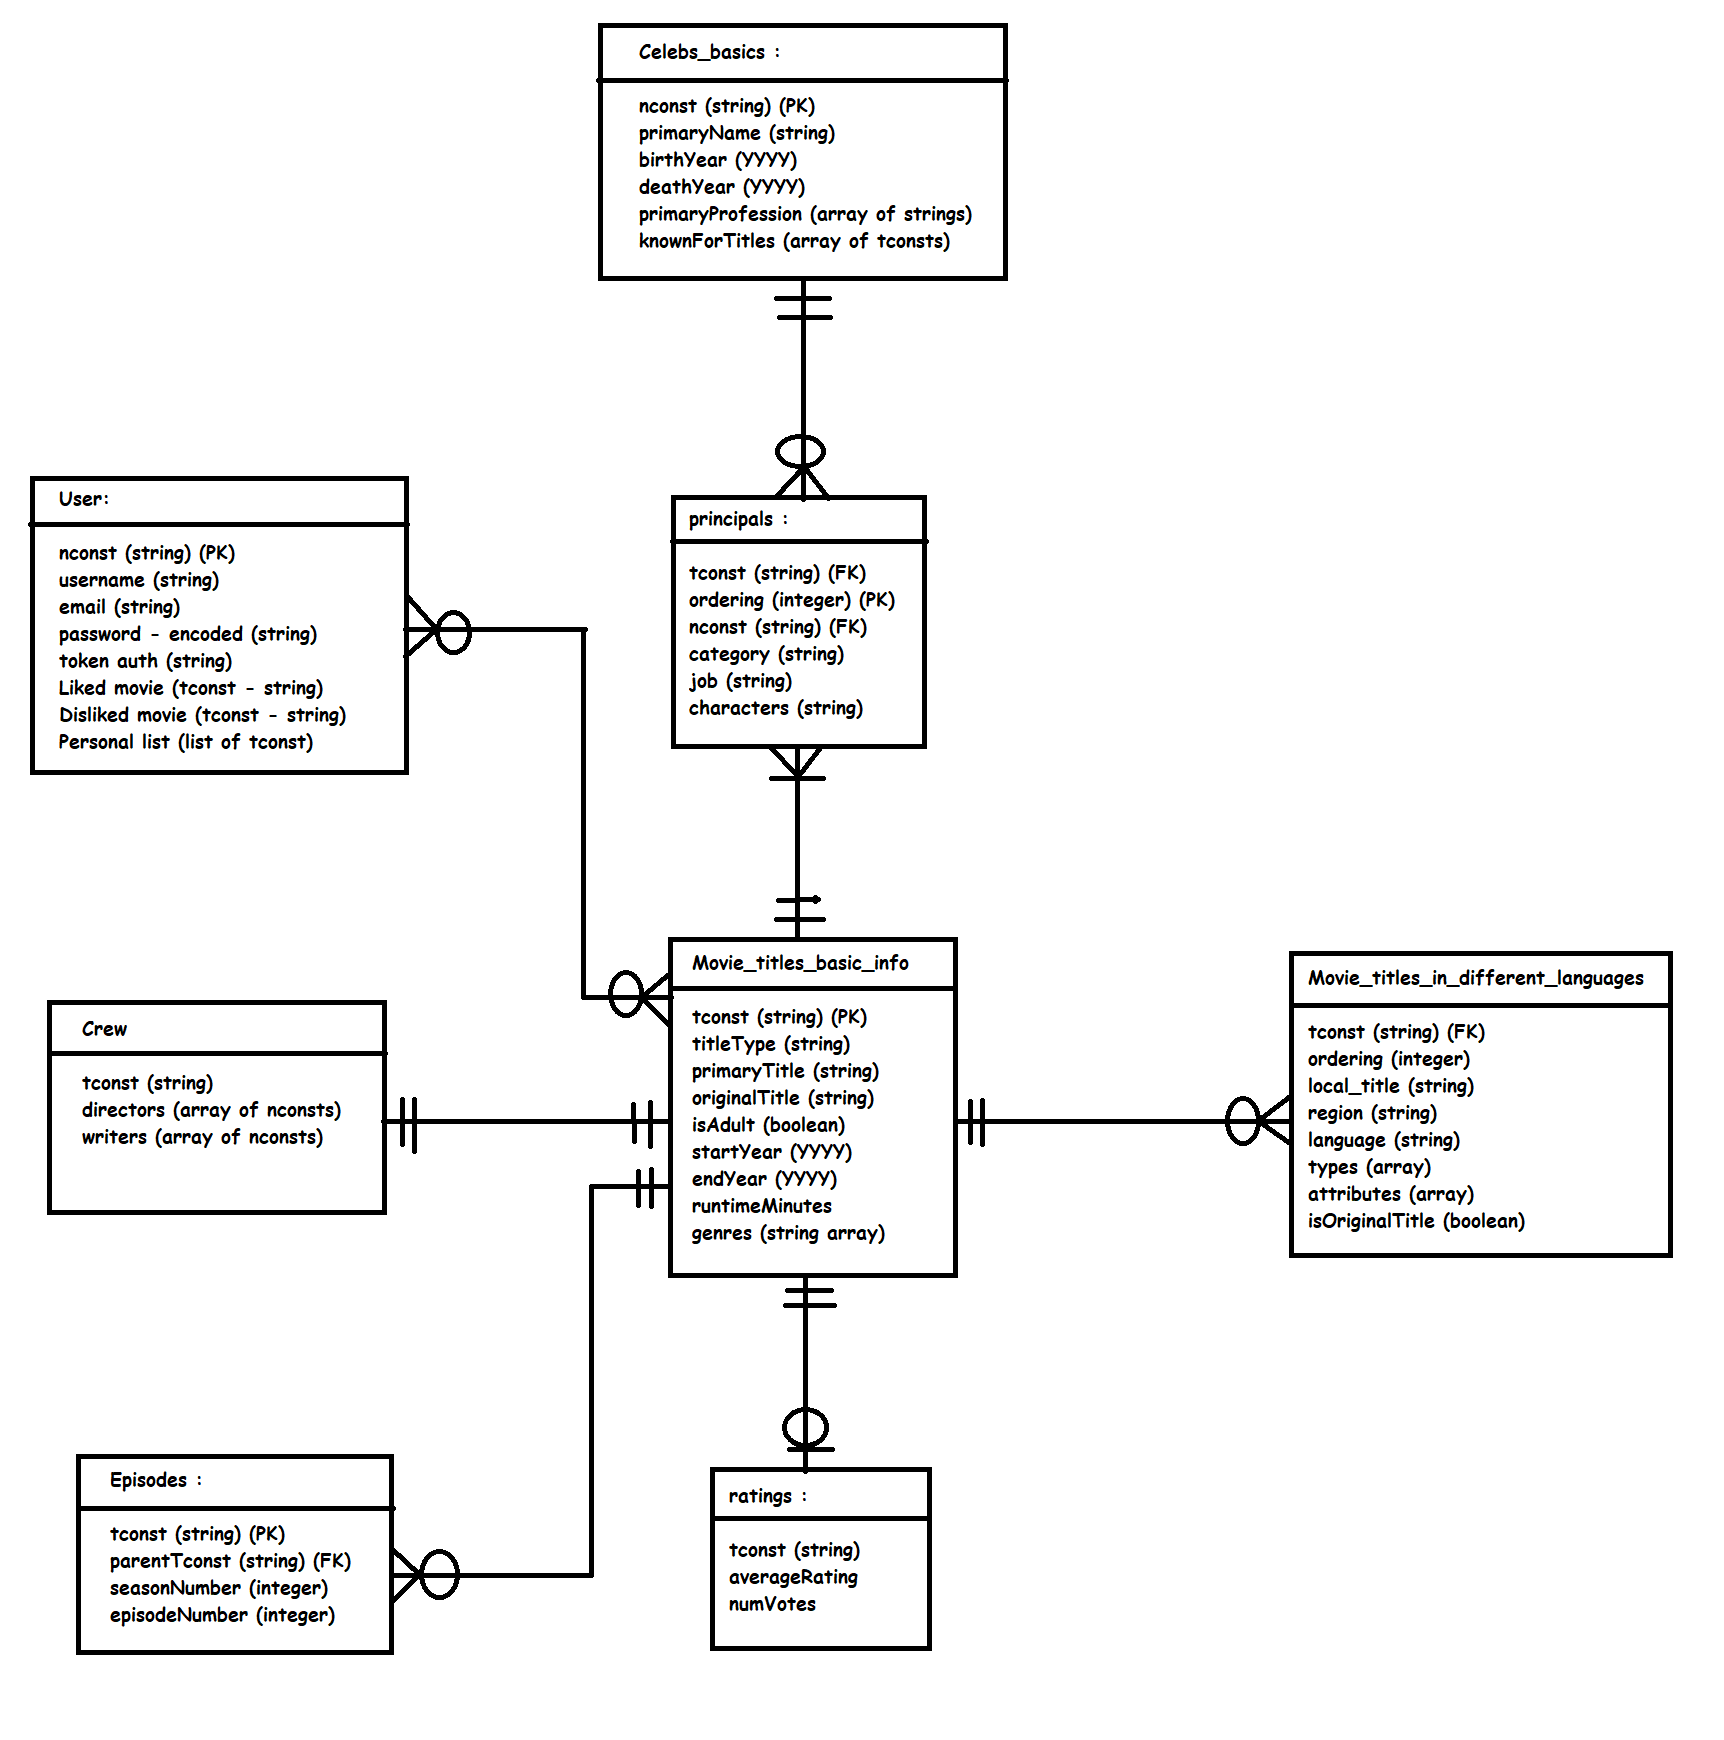 Celebs_basics :
nconst (string) (PK)
primaryName (string)
birthYear (YYYY)
deathYear (YYYY)
primaryProfession (array of strings)
knownForTitles (array of tconsts)
User:
nconst (string) (PK)
username (string)
email (string)
password - encoded (string)
token auth (string)
Liked movie (tconst - string)
Disliked movie (tconst - string)
Personal list (list of tconst)
principals :
tconst (string) (FK)
ordering (integer) (PK)
nconst (string) (FK)
category (string)
job (string)
characters (string)
Movie_titles_basic_info
tconst (string) (PK)
titleType (string)
primaryTitle (string)
originalTitle (string)
isAdult (boolean)
startYear (YYYY)
endYear (YYYY)
runtimeMinutes
genres (string array)
Movie_titles_in_different_languages
tconst (string) (FK)
ordering (integer)
local_title (string)
region (string)
language (string)
types (array)
attributes (array)
isOriginalTitle (boolean)
Crew
tconst (string)
directors (array of nconsts)
writers (array of nconsts)
Episodes :
tconst (string) (PK)
parentTconst (string) (FK)
seasonNumber (integer)
episodeNumber (integer)
ratings :
tconst (string)
averageRating
numVotes